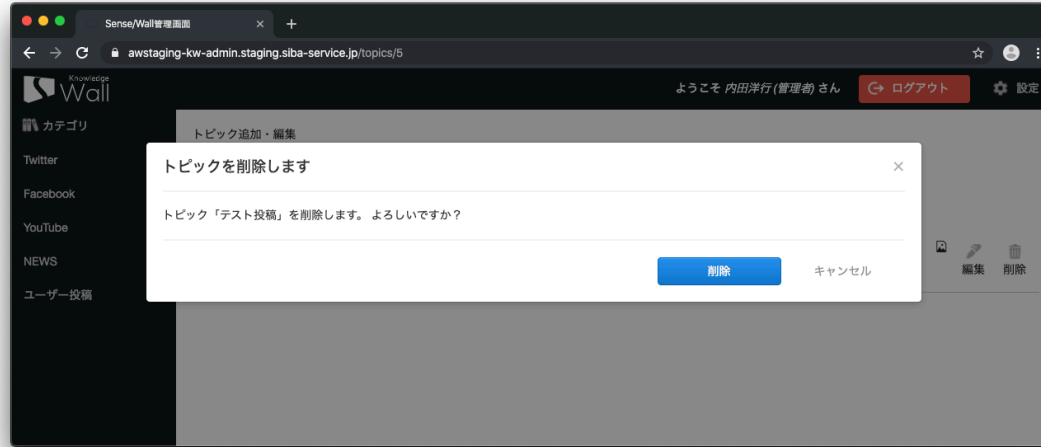 Sense/Wall管理画面
awstaging-kw-admin.staging.siba-service.jp/topics/5
Knowledge
Wall
ようこそ 内田洋行(管理者) さん
ログアウト
設定
カテゴリ
トピック追加・編集
Twitter
トピックを削除します
Facebook
トピック「テスト投稿」を削除します。 よろしいですか？
YouTube
NEWS
編集
削除
削除
キャンセル
ユーザー投稿